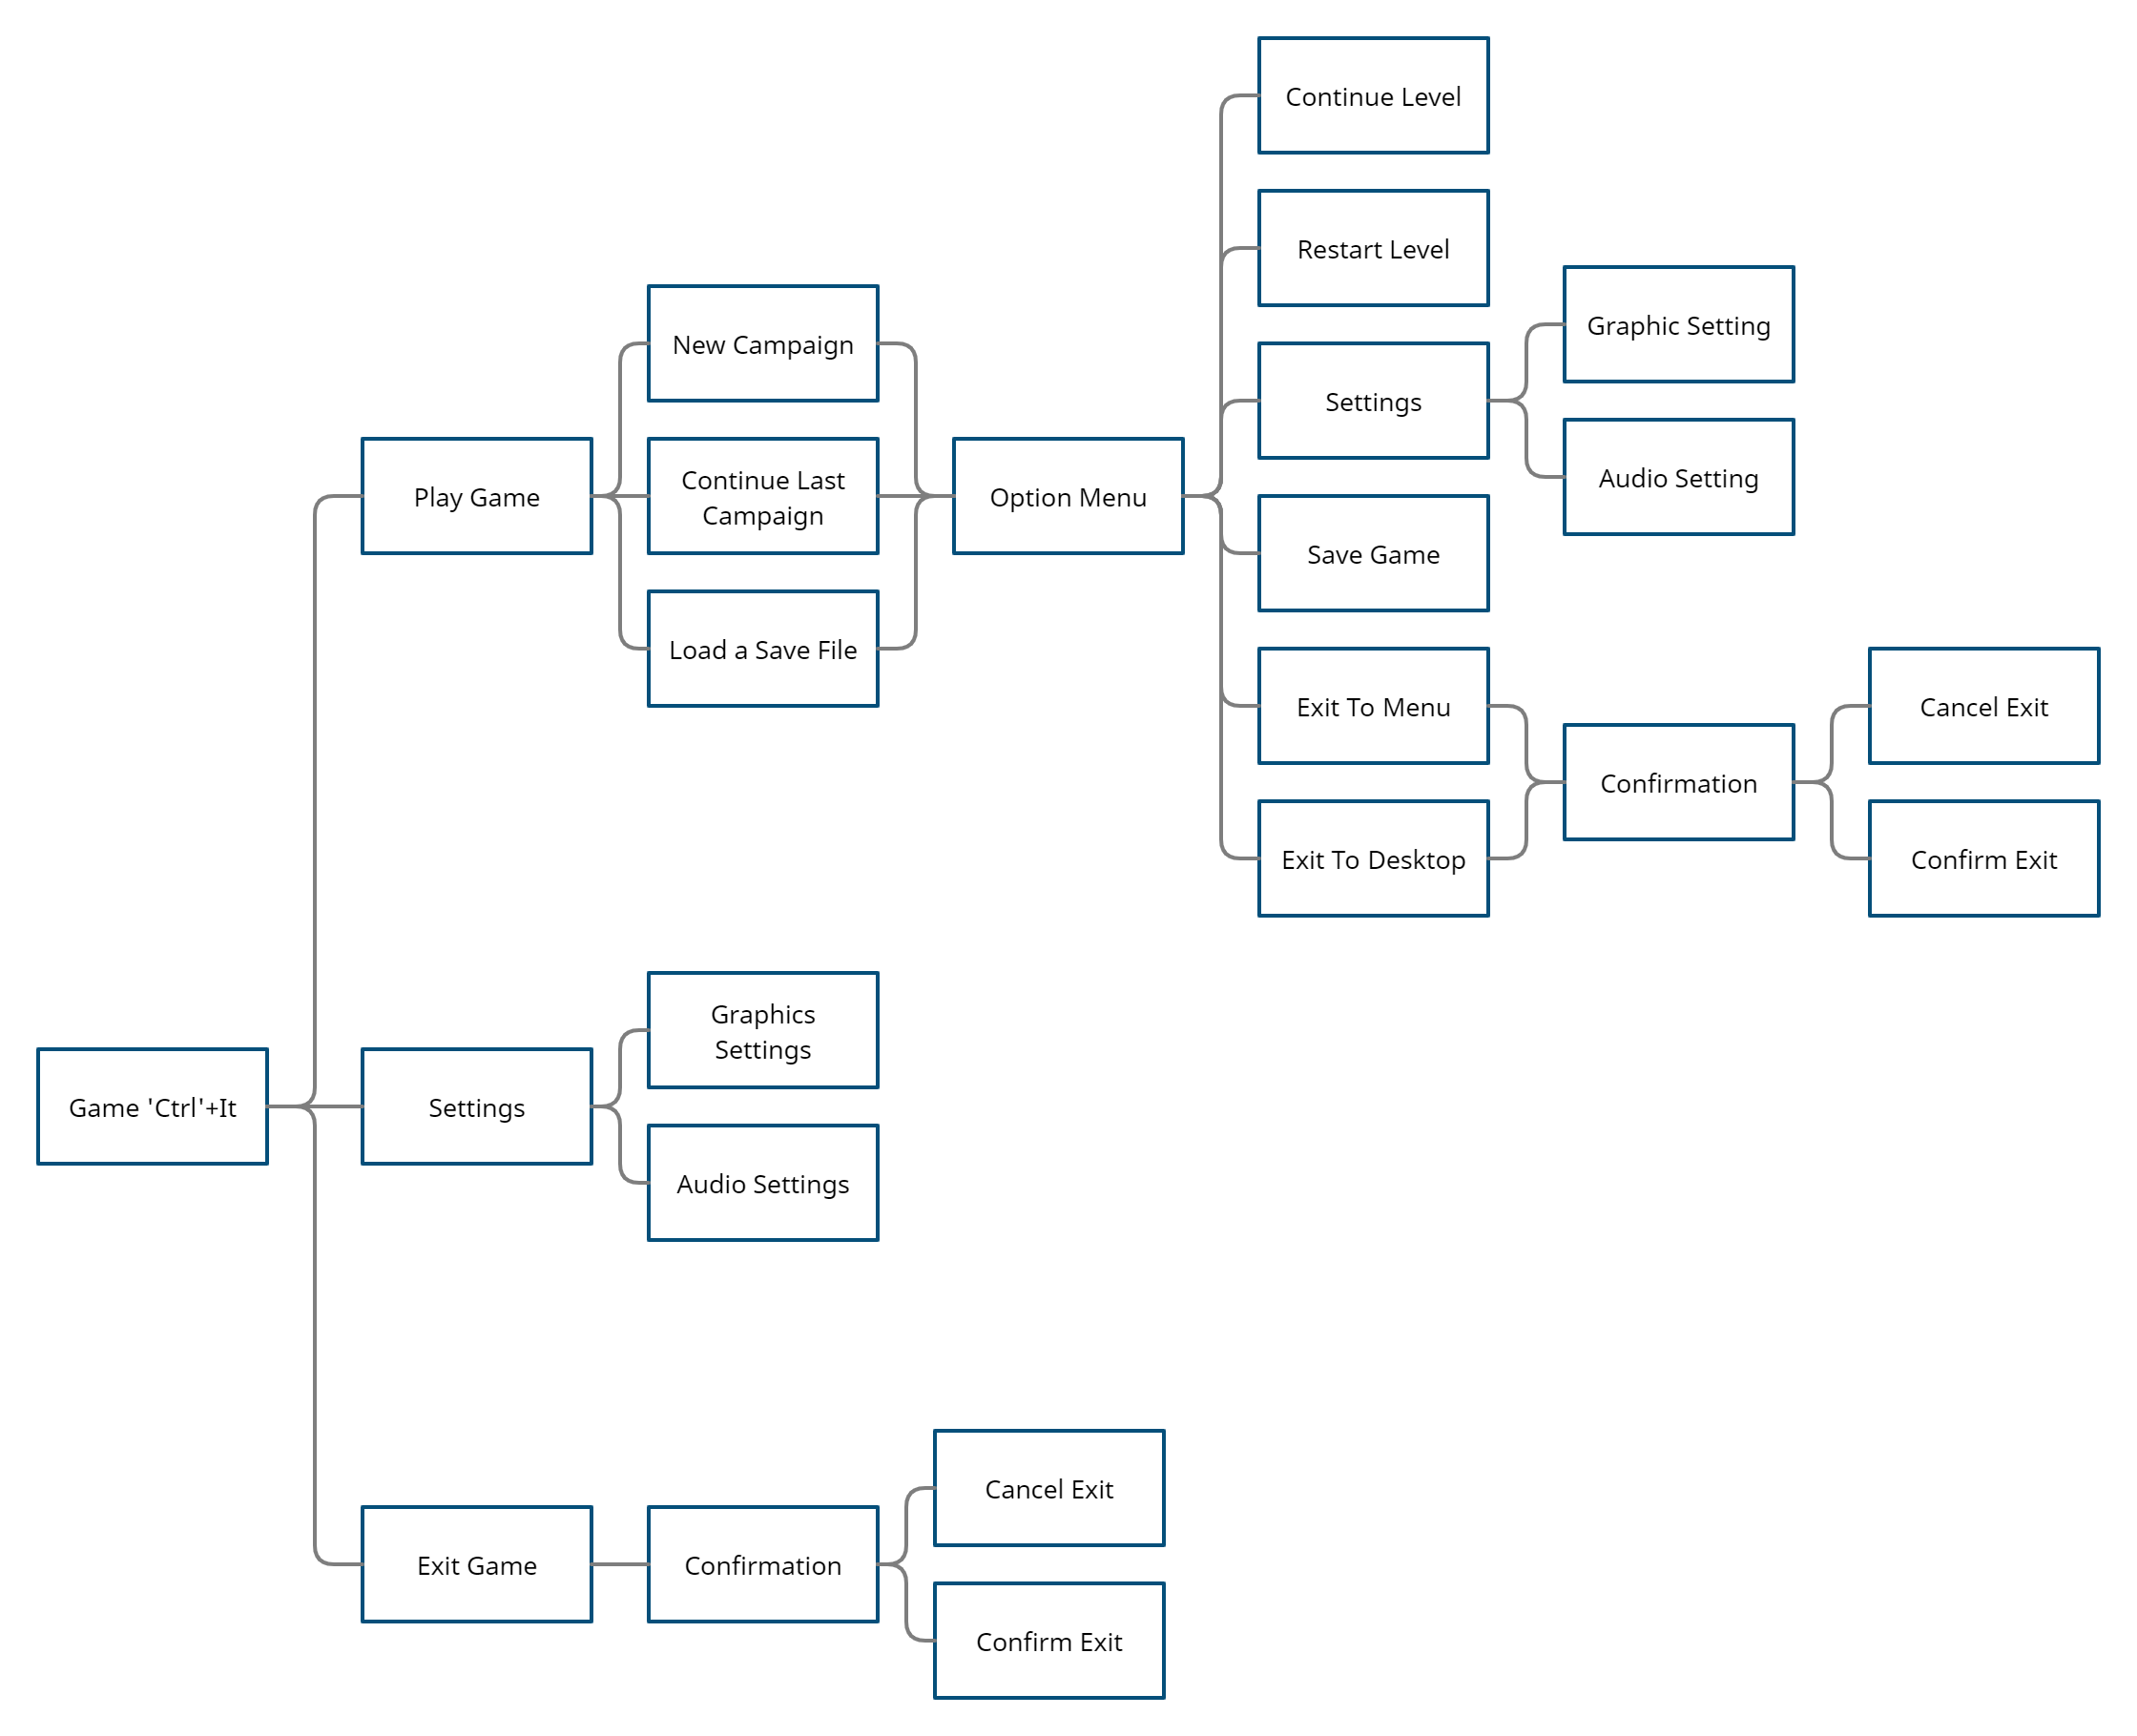 Continue Level
Restart Level
Graphic Setting
New Campaign
Settings
Audio Setting
Play Game
Continue Last
Campaign
Option Menu
Save Game
Load a Save File
Exit To Menu
Cancel Exit
Confirmation
Exit To Desktop
Confirm Exit
Graphics
Settings
Game 'Ctrl'+It
Settings
Audio Settings
Cancel Exit
Exit Game
Confirmation
Confirm Exit